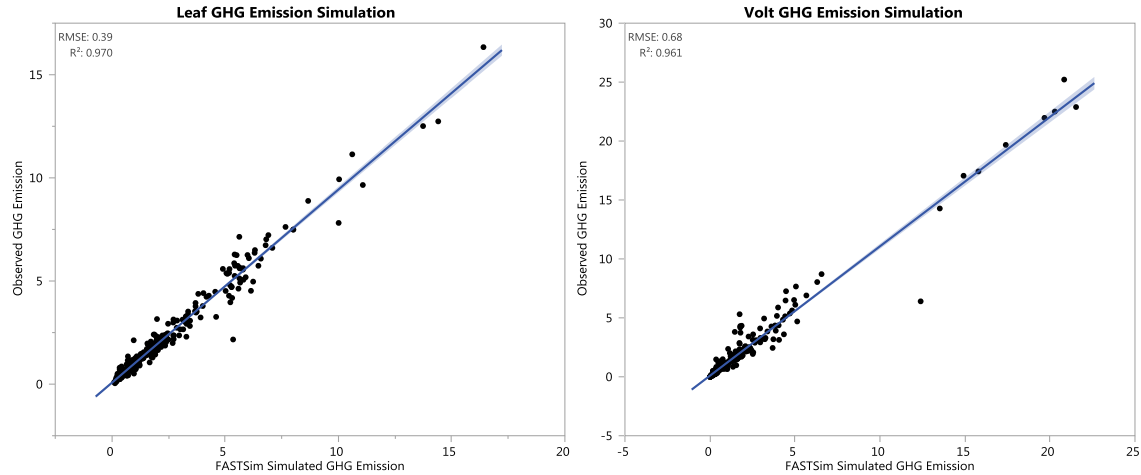 Leaf GHG Emission Simulation
RMSE: 0.39
R²: 0.970
Observed GHG Emission
15
10
5
0
0
5
10
15
20
FASTSim Simulated GHG Emission
Volt GHG Emission Simulation
RMSE: 0.68
R²: 0.961
Observed GHG Emission
30
25
20
15
10
5
0
-5
-5
0
5
10
15
20
25
FASTSim Simulated GHG Emission